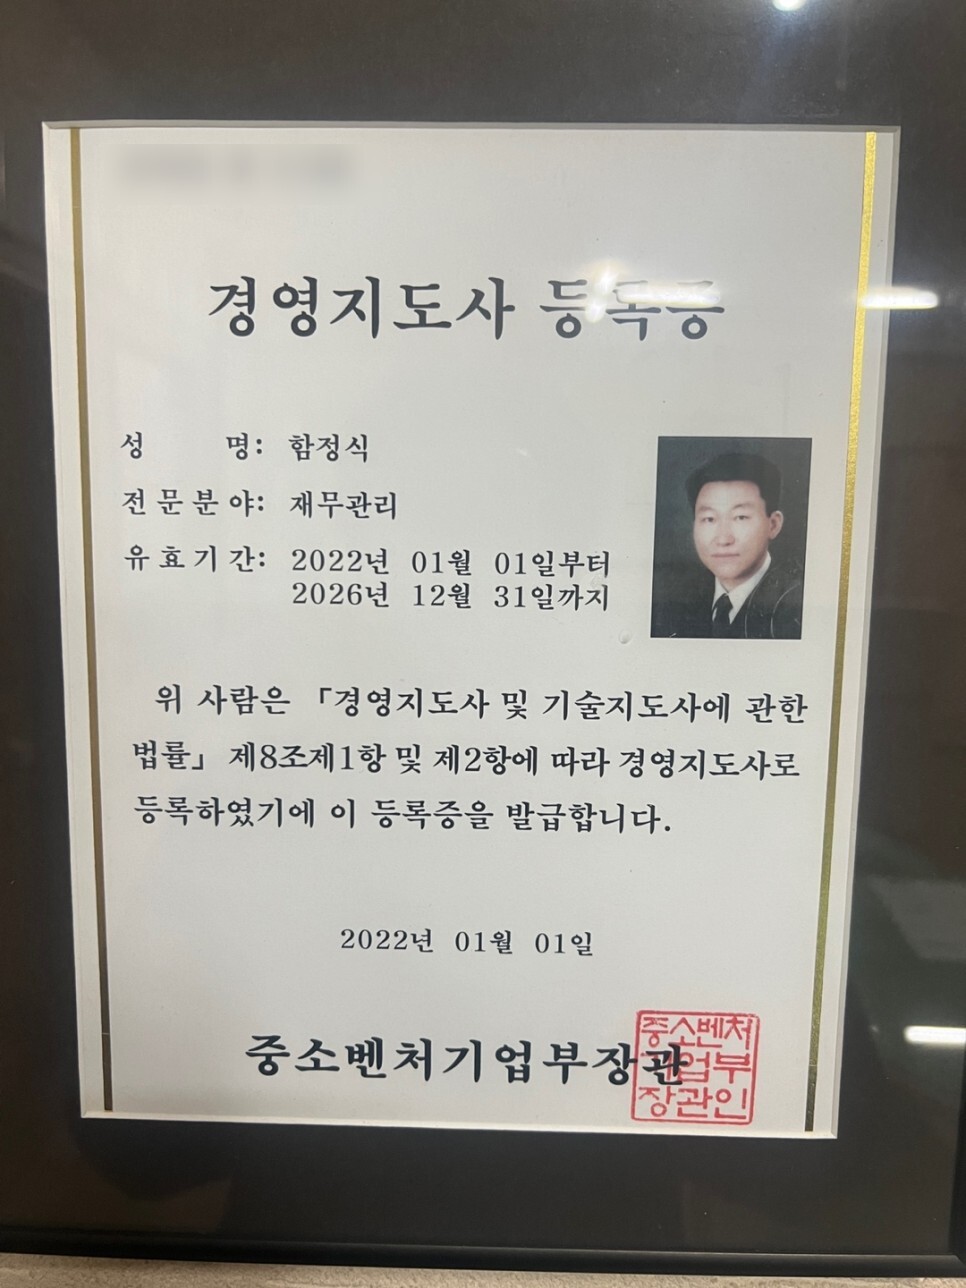 경영지도사 등록증
성 명: 함정식
전문분야: 재무관리
유효기간: 2022년 01월 01일부터
2026년 12월 31일까지
위 사람은 「경영지도사 및 기술지도사에 관한
법률」 제8조제1항 및 제2항에 따라 경영지도사로
등록하였기에 이 등록증을 발급합니다.
2022년 01월 01일
중소벤처기업부장관
중소벤처
기업부
장관인